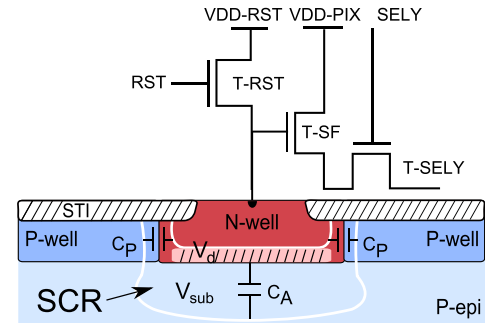 VDD-RST VDD-PIX SELY
RST T-RST
T-SF
T-SELY
STI
N-well
P-well CP Vd CP P-well
SCR Vsub CA P-epi